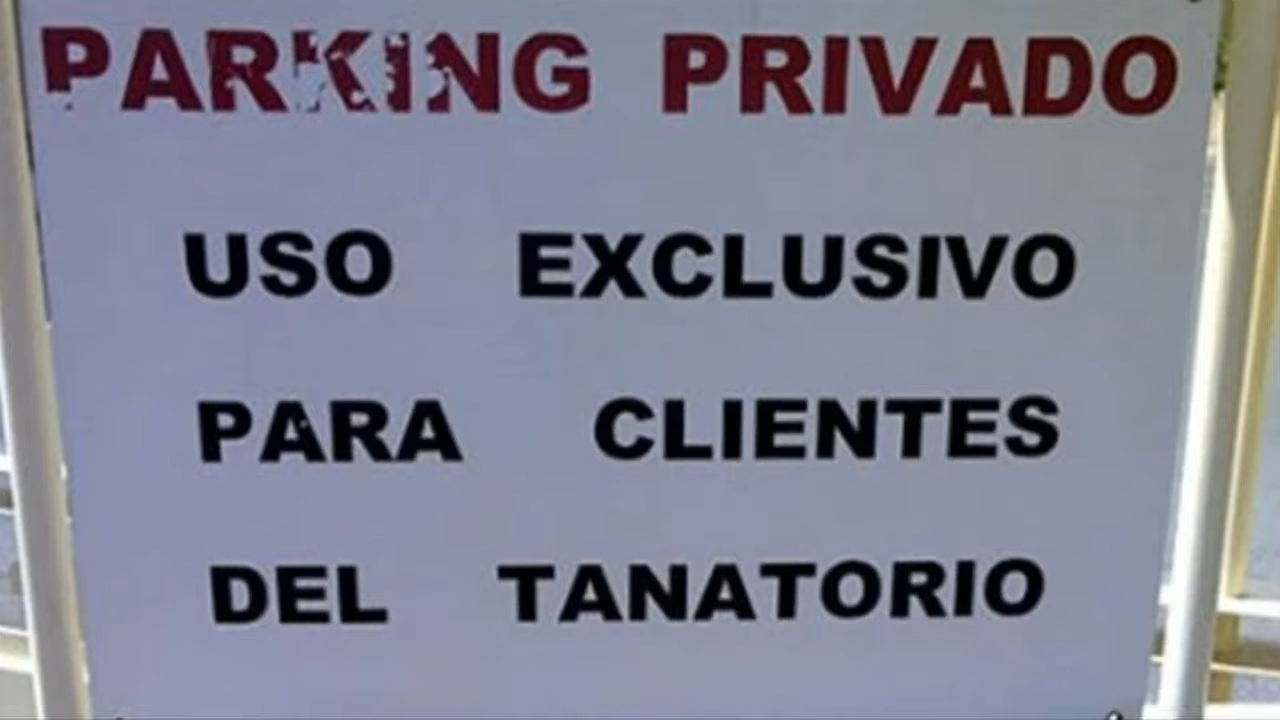 PARKING PRIVADO
USO EXCLUSIVO
PARA CLIENTES
DEL TANATORIO